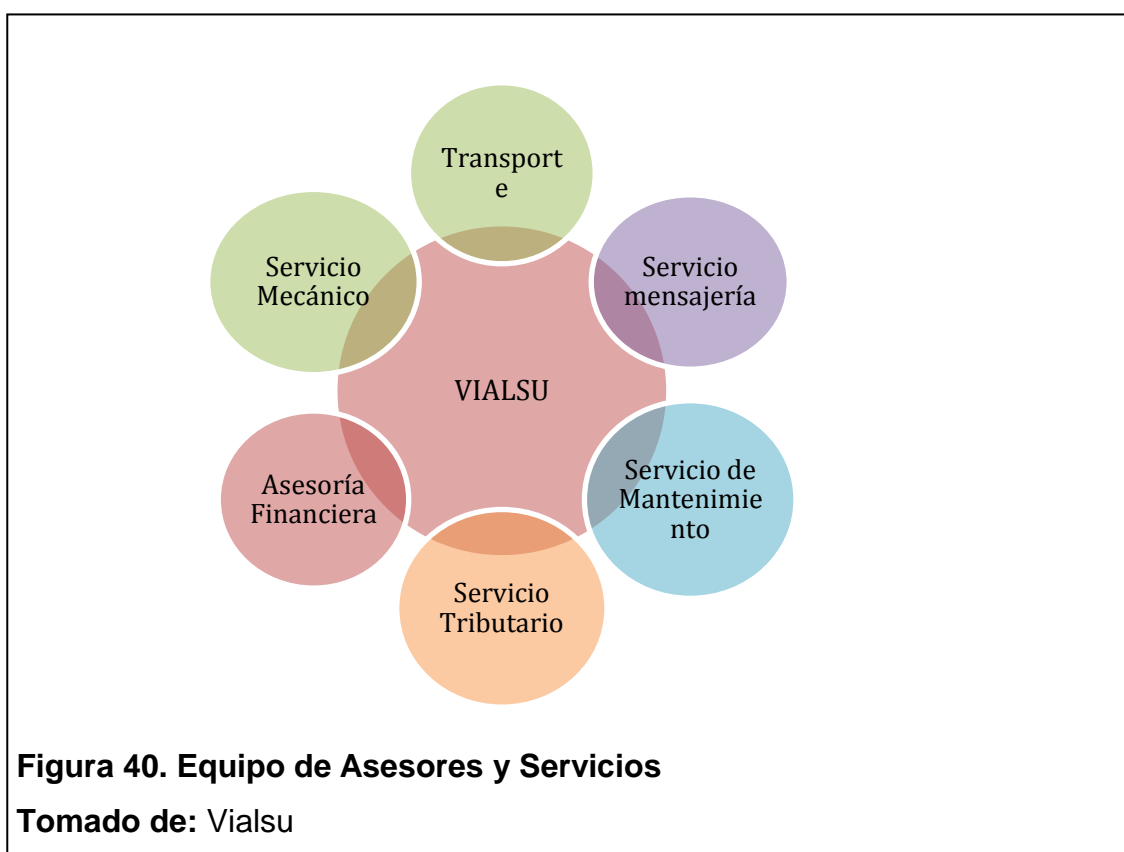 Transport
e
Servicio
Mecánico
Servicio
mensajería
VIALSU
Asesoría
Financiera
Servicio de
Mantenimie
nto
Servicio
Tributario
Figura 40. Equipo de Asesores y Servicios
Tomado de: Vialsu